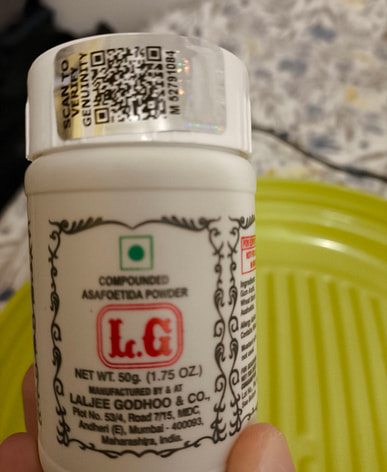 SCAN TO
VERIFY
GENUINITY
M 52791084
COMPOUNDED
ASAFOETIDA POWDER
L.G
NET WT. 50g. (1.75 OZ.)
MANUFACTURED BY & AT
LALJEE GODHOO & CO.,
Plot No. 53/4, Road 7/15, MIDC,
Andheri (E), Mumbai - 400093,
Maharashtra, India.